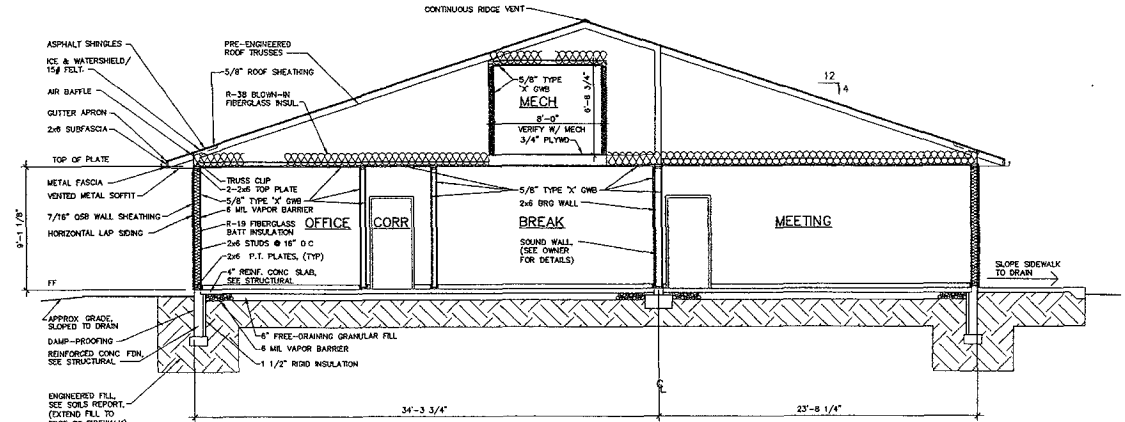 CONTINUOUS RIDGE VENT
ASPHALT SHINGLES
ICE & WATERSHIELD/
15# FELT.
AIR BAFFLE
GUTTER APRON
2x6 SUBFASCIA
TOP OF PLATE
METAL FASCIA
VENTED METAL SOFFIT
7/16" OSB WALL SHEATHING
HORIZONTAL LAP SIDING
9'-1 1/8"
FF
APPROX GRADE,
SLOPED TO DRAIN
DAMP-PROOFING
REINFORCED CONC FDN,
SEE STRUCTURAL
ENGINEERED FILL,
SEE SOILS REPORT.
(EXTEND FILL TO
PRE-ENGINEERED
ROOF TRUSSES
5/8" ROOF SHEATHING
R-38 BLOWN-IN
FIBERGLASS INSUL.
TRUSS CLIP
2-2x6 TOP PLATE
5/8" TYPE 'X' GWB
6 MIL VAPOR BARRIER
R-19 FIBERGLASS
BATT INSULATION
2x6 STUDS @ 16" O C
2x6 P.T. PLATES, (TYP)
4" REINF. CONC SLAB,
SEE STRUCTURAL
OFFICE
CORR
5/8" TYPE
'X' GWB
MECH
8'-0"
VERIFY W/ MECH
3/4" PLYWD
6'-8 3/4"
12
4
5/8" TYPE 'X' GWB
2x6 BRG WALL
BREAK
SOUND WALL
(SEE OWNER
FOR DETAILS)
MEETING
SLOPE SIDEWALK
TO DRAIN
6" FREE-DRAINING GRANULAR FILL
6 MIL VAPOR BARRIER
1 1/2" RIGID INSULATION
34'-3 3/4"
23'-8 1/4"